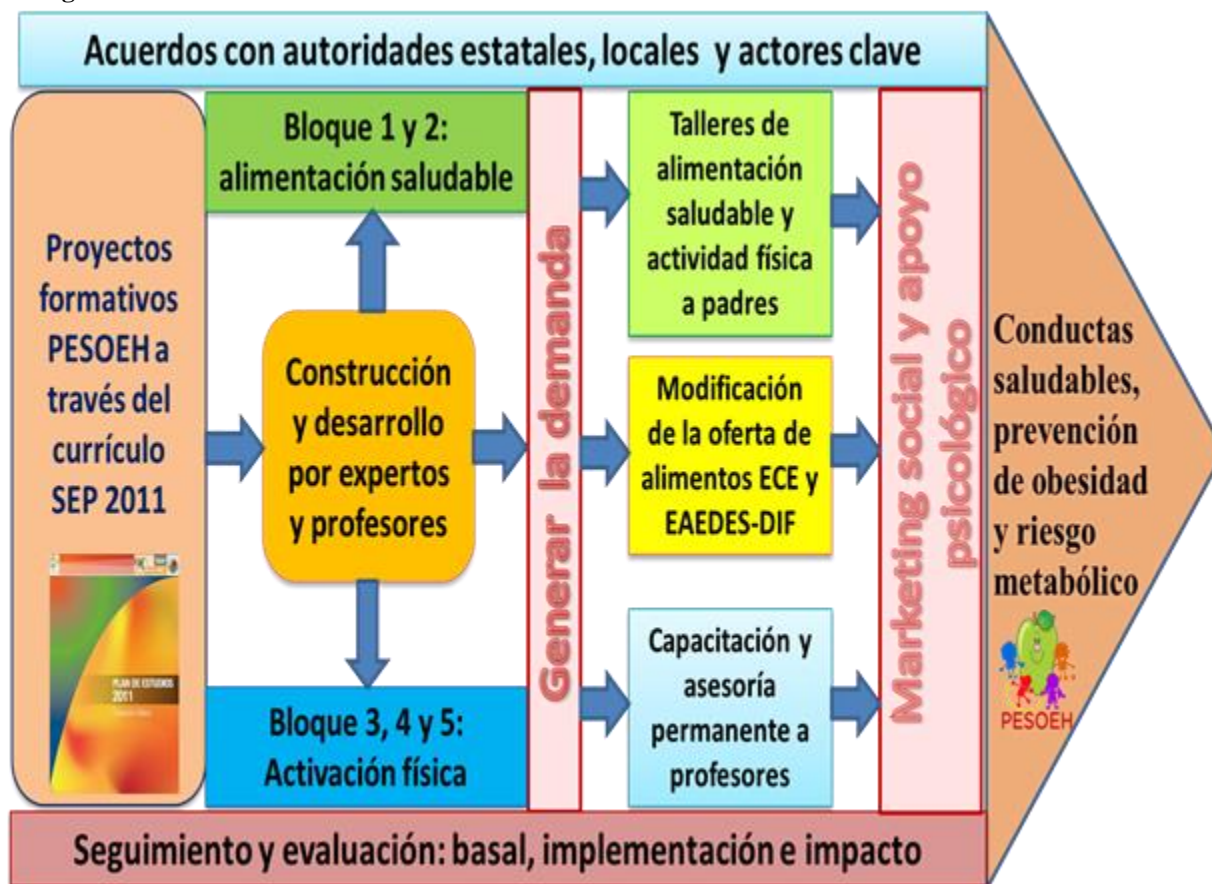 Acuerdos con autoridades estatales, locales y actores clave
Proyectos
formativos
PESOEH a
través del
currículo
SEP 2011
PLAN DE ESTUDIOS
2011
Bloque 1 y 2:
alimentación saludable
Construcción
y desarrollo
por expertos
y profesores
Bloque 3, 4 y 5:
Activación física
Generar la demanda
Talleres de
alimentación
saludable y
actividad física
a padres
Modificación
de la oferta de
alimentos ECE y
EAEDES-DIF
Capacitación y
asesoría
permanente a
profesores
Marketing social y apoyo
psicológico
Conductas
saludables,
prevención
de obesidad
y riesgo
metabólico
PESOEH
Seguimiento y evaluación: basal, implementación e impacto